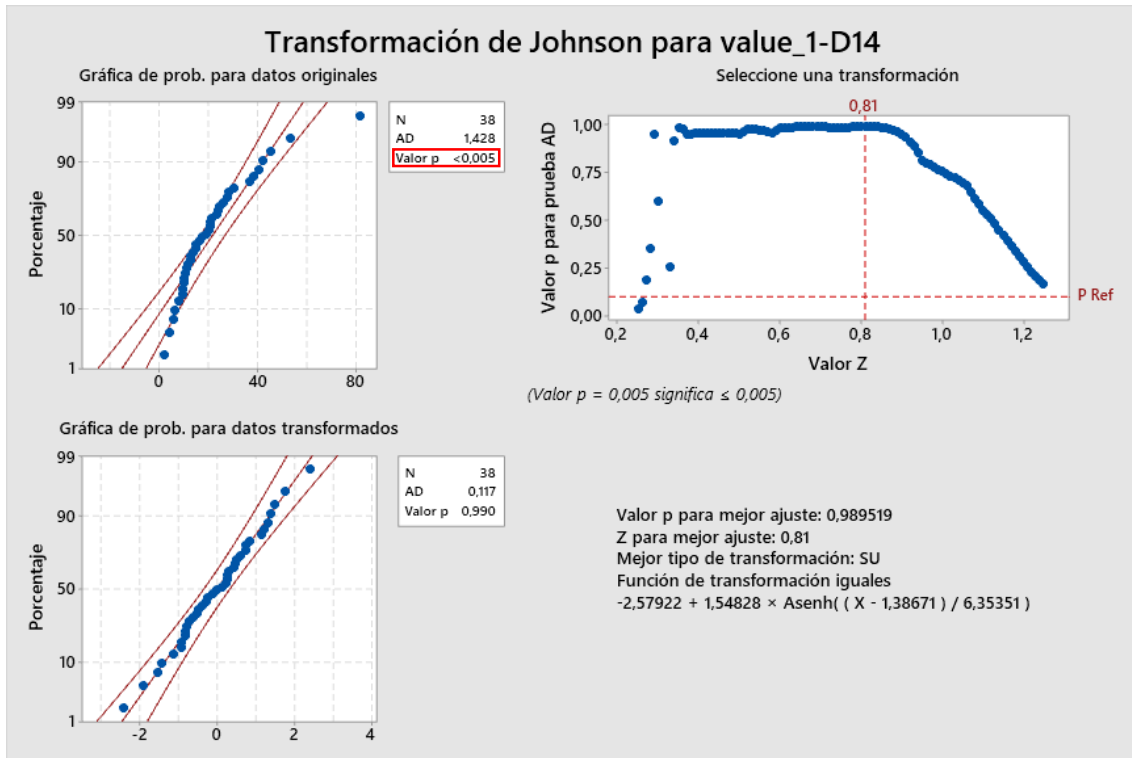 Transformación de Johnson para value_1-D14
Gráfica de prob. para datos originales
99
90
50
10
1
Porcentaje
0
40
80
N 38
AD 1,428
Valor p <0,005
Seleccione una transformación
0,81
1,00
0,75
0,50
0,25
0,00
Valor p para prueba AD
P Ref
0,2
0,4
0,6
0,8
1,0
1,2
Valor Z
(Valor p = 0,005 significa ≤ 0,005)
Gráfica de prob. para datos transformados
99
90
50
10
1
Porcentaje
-2
0
2
4
N 38
AD 0,117
Valor p 0,990
Valor p para mejor ajuste: 0,989519
Z para mejor ajuste: 0,81
Mejor tipo de transformación: SU
Función de transformación iguales
-2,57922 + 1,54828 × Asenh( ( X - 1,38671 ) / 6,35351 )